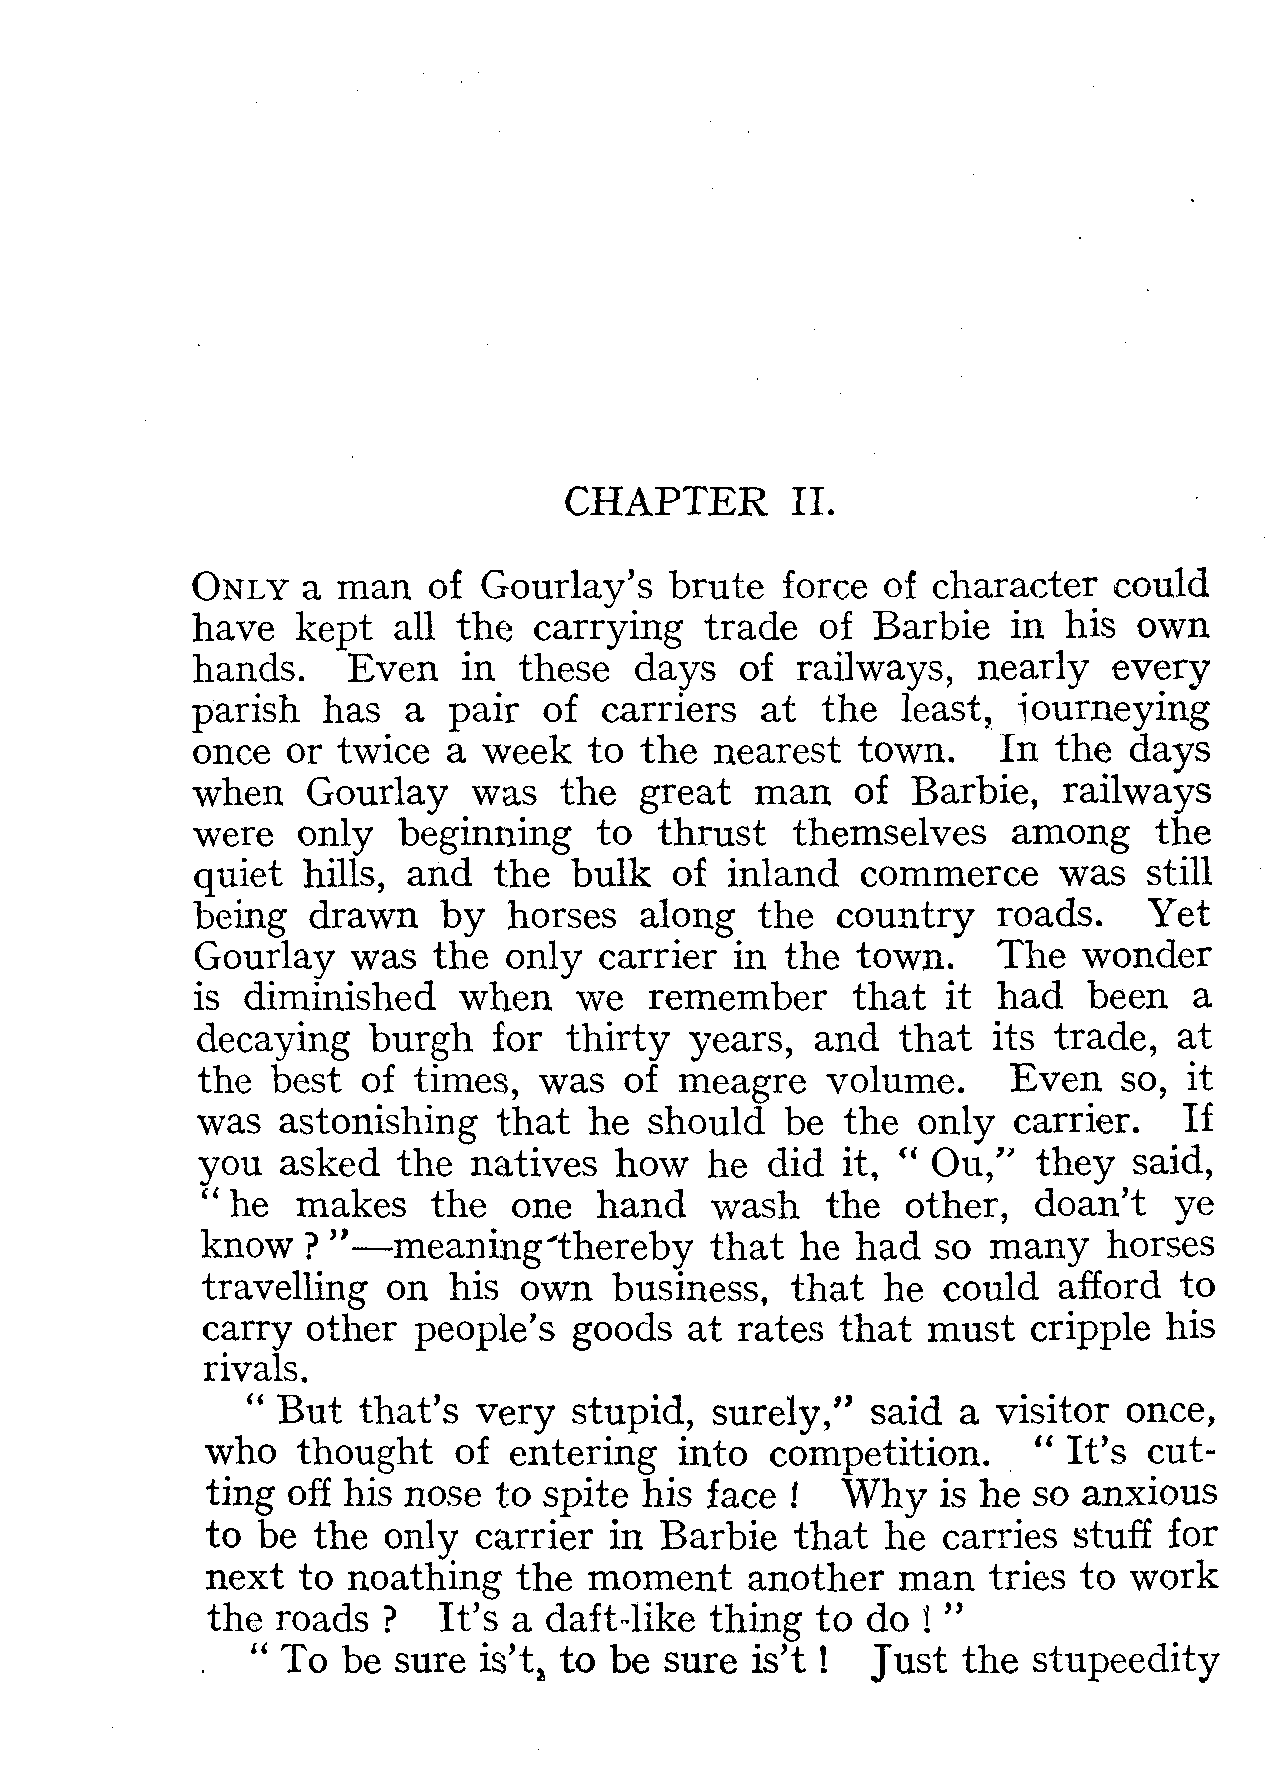 CHAPTER II.
ONLY a man of Gourlay's brute force of character could
have kept all the carrying trade of Barbie in his own
hands. Even in these days of railways, nearly every
parish has a pair of carriers at the least, journeying
once or twice a week to the nearest town. In the days
when Gourlay was the great man of Barbie, railways
were only beginning to thrust themselves among the
quiet hills, and the bulk of inland commerce was still
being drawn by horses along the country roads. Yet
Gourlay was the only carrier in the town. The wonder
is diminished when we remember that it had been a
decaying burgh for thirty years, and that its trade, at
the best of times, was of meagre volume. Even so, it
was astonishing that he should be the only carrier. If
you asked the natives how he did it, “ Ou,” they said,
“ he makes the one hand wash the other, doan't ye
know ? ”—meaning thereby that he had so many horses
travelling on his own business, that he could afford to
carry other people's goods at rates that must cripple his
rivals.
“ But that's very stupid, surely,” said a visitor once,
who thought of entering into competition. “ It's cut-
ting off his nose to spite his face ! Why is he so anxious
to be the only carrier in Barbie that he carries stuff for
next to noathing the moment another man tries to work
the roads ? It's a daft-like thing to do ! ”
“ To be sure is't, to be sure is't ! Just the stupeedity